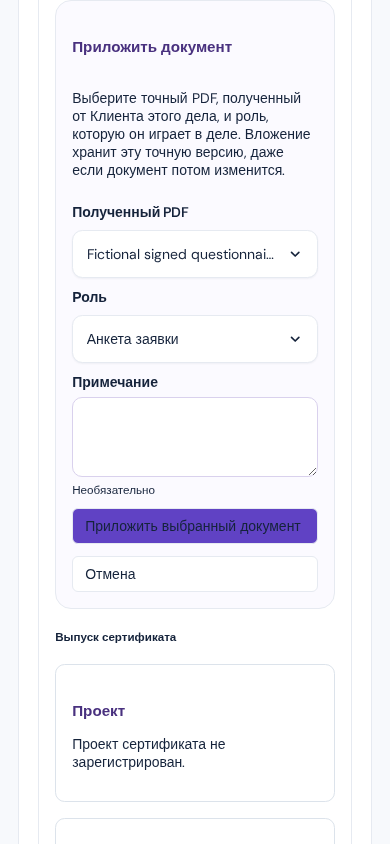 Приложить документ
Выберите точный PDF, полученный
от Клиента этого дела, и роль,
которую он играет в деле. Вложение
хранит эту точную версию, даже
если документ потом изменится.
Полученный PDF
Fictional signed questionnai...
Роль
Анкета заявки
Примечание
Необязательно
Приложить выбранный документ
Отмена
Выпуск сертификата
Проект
Проект сертификата не
зарегистрирован.